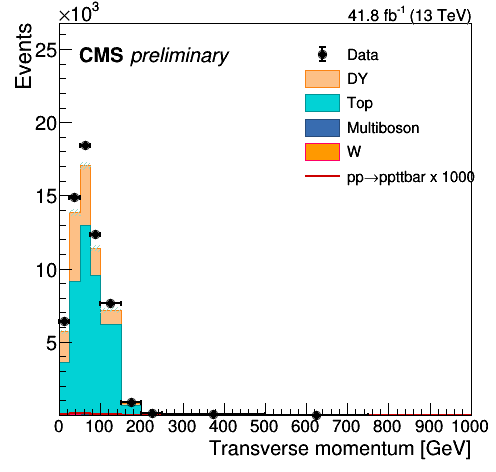 ×10³
41.8 fb⁻¹ (13 TeV)
Events
CMS preliminary
Data
DY
Top
Multiboson
W
pp→ppttbar x 1000
25
20
15
10
5
0 100 200 300 400 500 600 700 800 900 1000
Transverse momentum [GeV]